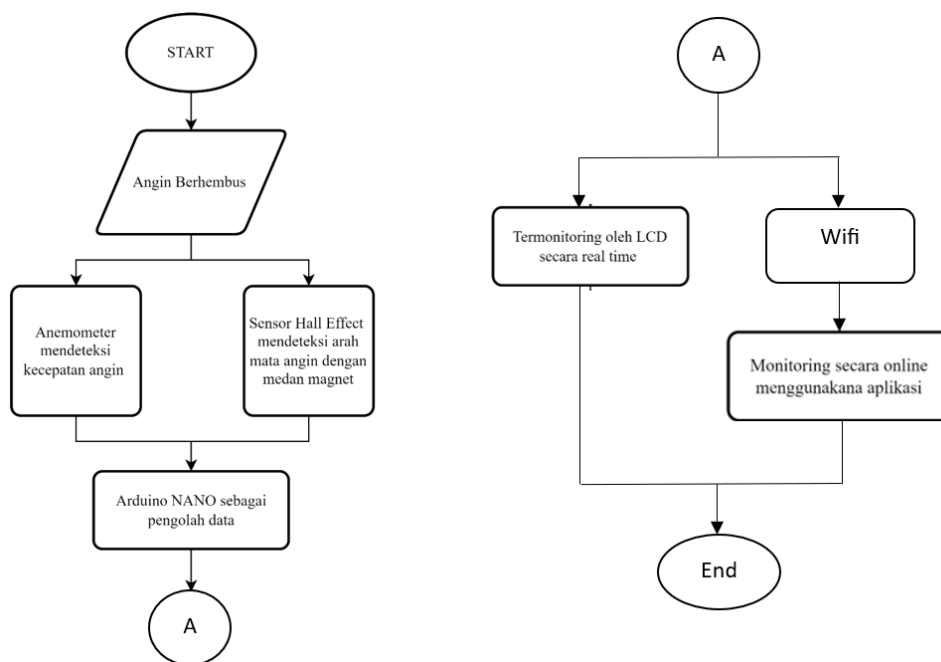 START
Angin Berhembus
Anemometer
mendeteksi
kecepatan angin
Sensor Hall Effect
mendeteksi arah
mata angin dengan
medan magnet
Arduino NANO sebagai
pengolah data
A
A
Termonitoring oleh LCD
secara real time
Wifi
Monitoring secara online
menggunakana aplikasi
End